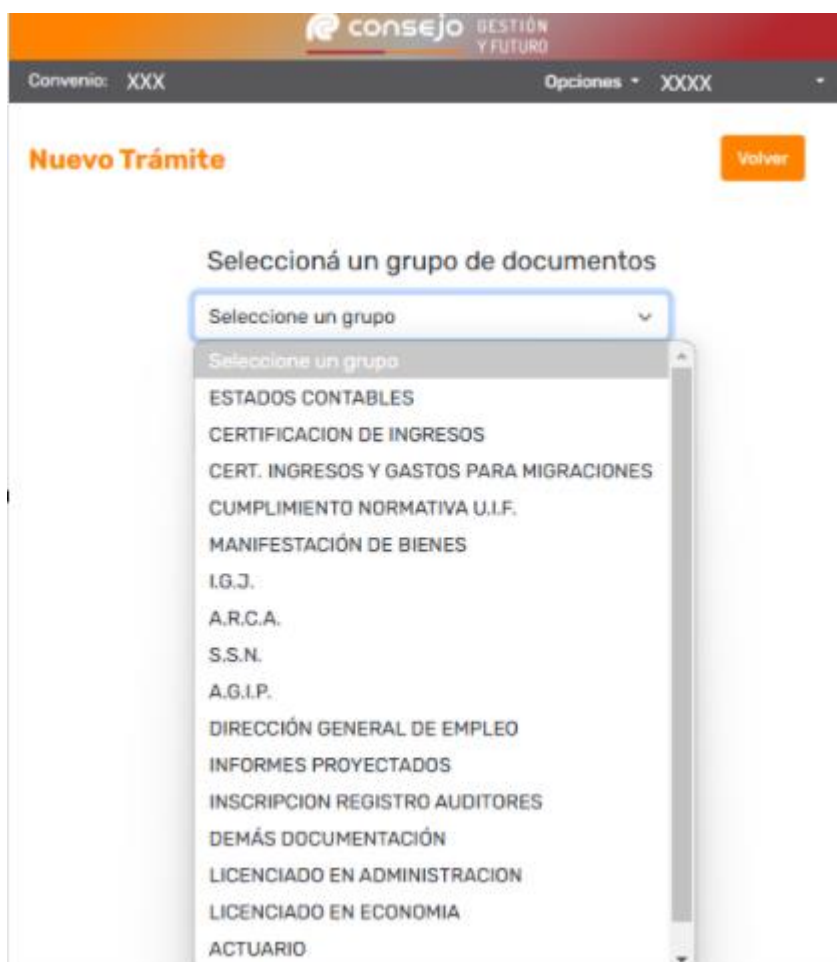 consejo GESTIÓN
Y FUTURO
Convenio: XXX Opciones XXXX
Nuevo Trámite Volver
Seleccioná un grupo de documentos
Seleccione un grupo
Seleccione un grupo
ESTADOS CONTABLES
CERTIFICACION DE INGRESOS
CERT. INGRESOS Y GASTOS PARA MIGRACIONES
CUMPLIMIENTO NORMATIVA U.I.F.
MANIFESTACIÓN DE BIENES
I.G.J.
A.R.C.A.
S.S.N.
A.G.I.P.
DIRECCIÓN GENERAL DE EMPLEO
INFORMES PROYECTADOS
INSCRIPCION REGISTRO AUDITORES
DEMÁS DOCUMENTACIÓN
LICENCIADO EN ADMINISTRACION
LICENCIADO EN ECONOMIA
ACTUARIO